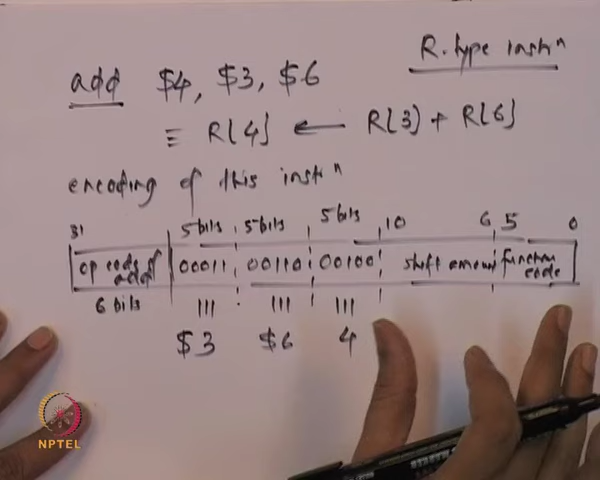 R. type instⁿ
add $4, $3, $6
≡ R[4] ← R[3] + R[6]
encoding of this instⁿ
31 5 bits 5 bits 5 bits 10 6 5 0
op code of add 00011 00110 00100 shift amount function code
6 bits ||| ||| |||
$3 $6 4
NPTEL